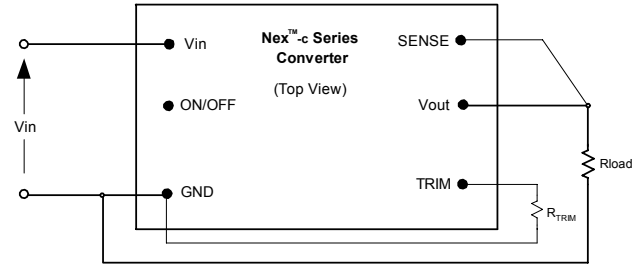 Nex™-c Series
Converter
(Top View)
Vin
SENSE
ON/OFF
Vout
Vin
GND
TRIM
Rload
RTRIM